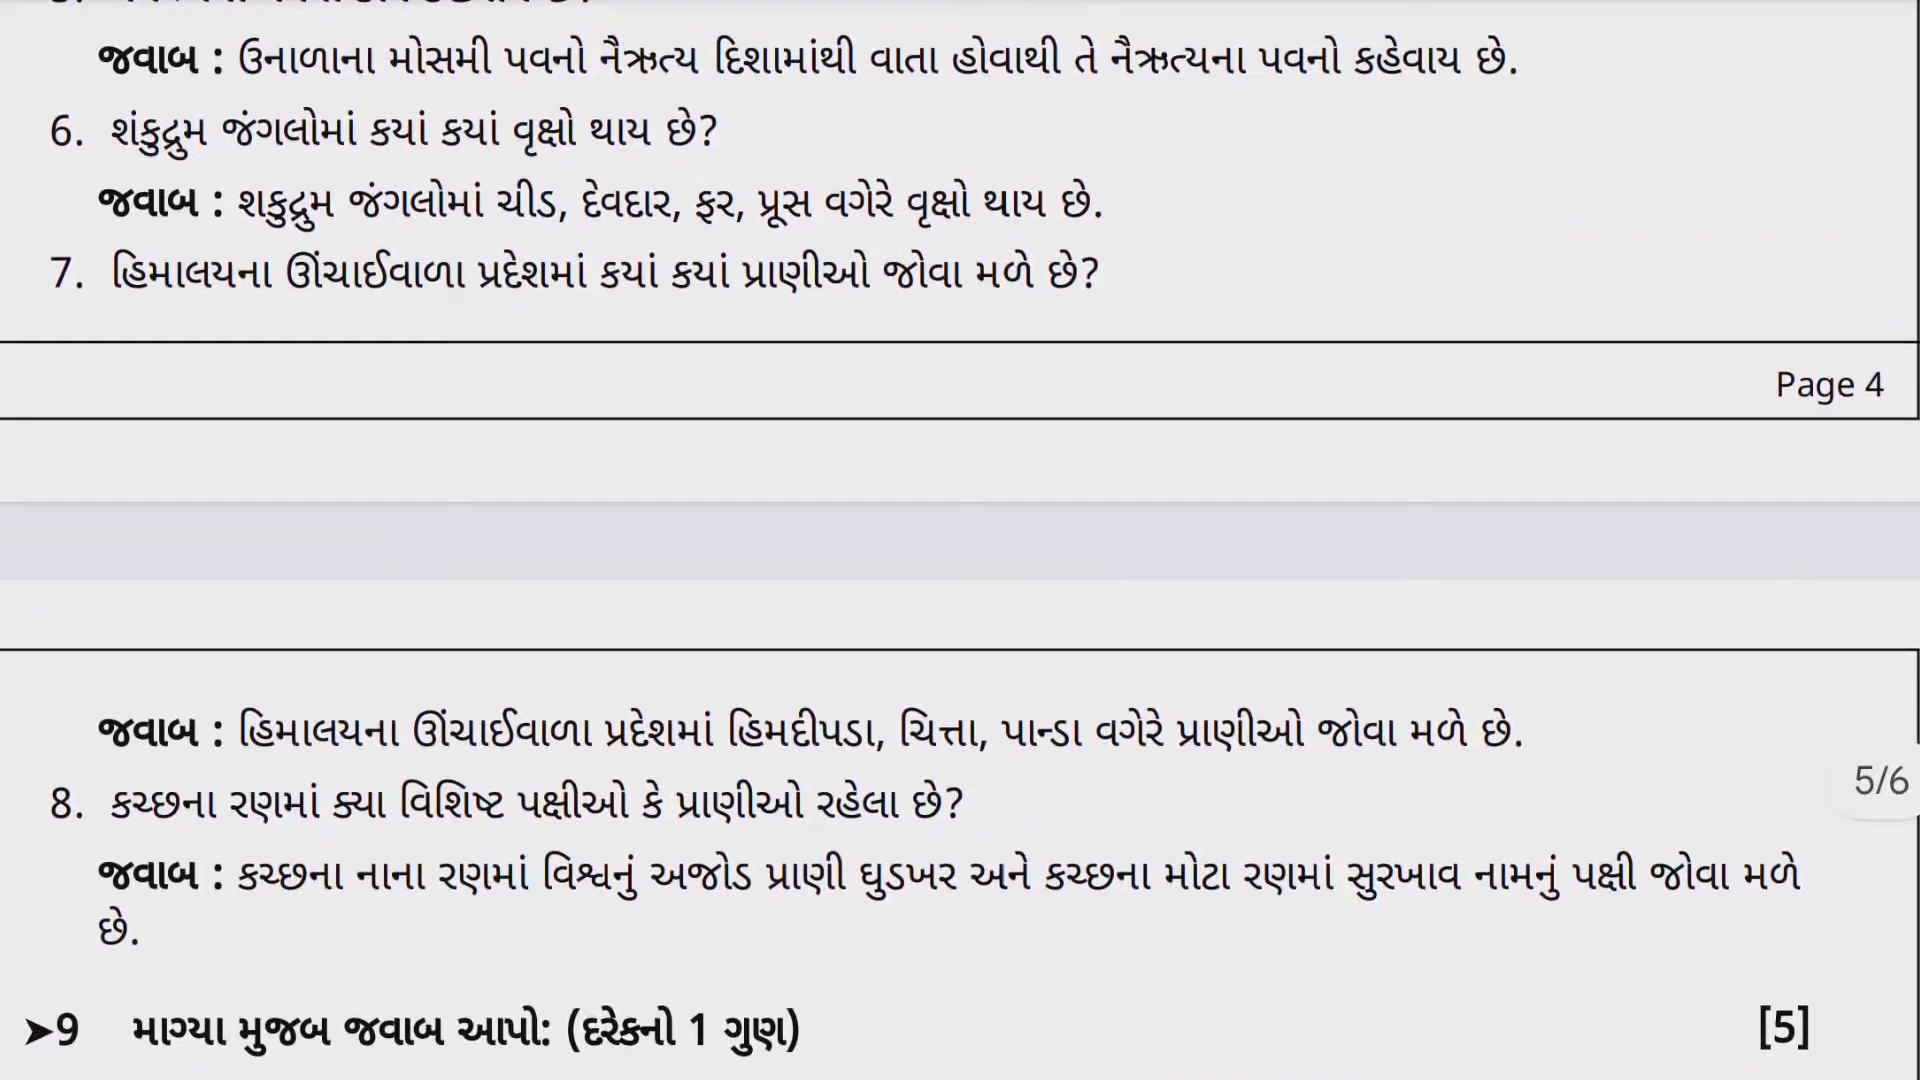 જવાબ : ઉનાળાના મોસમી પવનો નૈઋત્ય દિશામાંથી વાતા હોવાથી તે નૈઋત્યના પવનો કહેવાય છે.
6. શંકુદ્રુમ જંગલોમાં કયાં કયાં વૃક્ષો થાય છે?
જવાબ : શકુદ્રુમ જંગલોમાં ચીડ, દેવદાર, ફર, પ્રૂસ વગેરે વૃક્ષો થાય છે.
7. હિમાલયના ઊંચાઈવાળા પ્રદેશમાં કયાં કયાં પ્રાણીઓ જોવા મળે છે?
Page 4
જવાબ : હિમાલયના ઊંચાઈવાળા પ્રદેશમાં હિમદીપડા, ચિત્તા, પાન્ડા વગેરે પ્રાણીઓ જોવા મળે છે.
5/6
8. કચ્છના રણમાં ક્યા વિશિષ્ટ પક્ષીઓ કે પ્રાણીઓ રહેલા છે?
જવાબ : કચ્છના નાના રણમાં વિશ્વનું અજોડ પ્રાણી ઘુડખર અને કચ્છના મોટા રણમાં સુરખાવ નામનું પક્ષી જોવા મળે
છે.
➤9 માગ્યા મુજબ જવાબ આપો: (દરેકનો 1 ગુણ) [5]